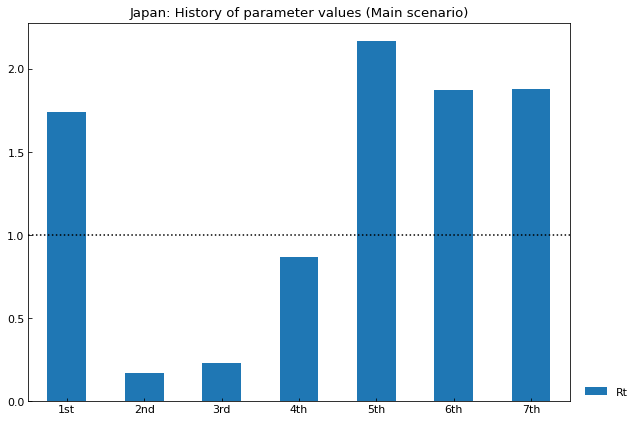 Japan: History of parameter values (Main scenario)
2.0
1.5
1.0
0.5
0.0
1st 2nd 3rd 4th 5th 6th 7th
Rt